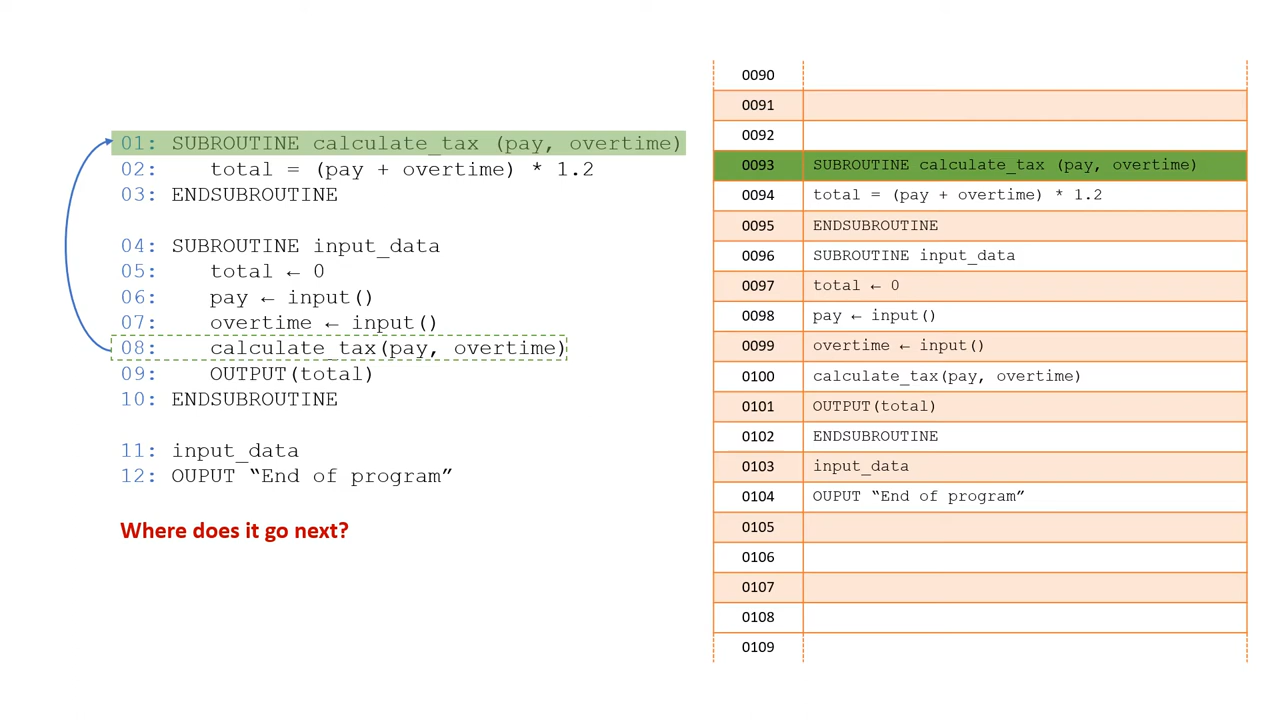 01: SUBROUTINE calculate_tax (pay, overtime)
02: total = (pay + overtime) * 1.2
03: ENDSUBROUTINE
04: SUBROUTINE input_data
05: total ← 0
06: pay ← input()
07: overtime ← input()
08: calculate_tax(pay, overtime)
09: OUTPUT(total)
10: ENDSUBROUTINE
11: input_data
12: OUPUT “End of program”
Where does it go next?
0090
0091
0092
0093 SUBROUTINE calculate_tax (pay, overtime)
0094 total = (pay + overtime) * 1.2
0095 ENDSUBROUTINE
0096 SUBROUTINE input_data
0097 total ← 0
0098 pay ← input()
0099 overtime ← input()
0100 calculate_tax(pay, overtime)
0101 OUTPUT(total)
0102 ENDSUBROUTINE
0103 input_data
0104 OUPUT “End of program”
0105
0106
0107
0108
0109